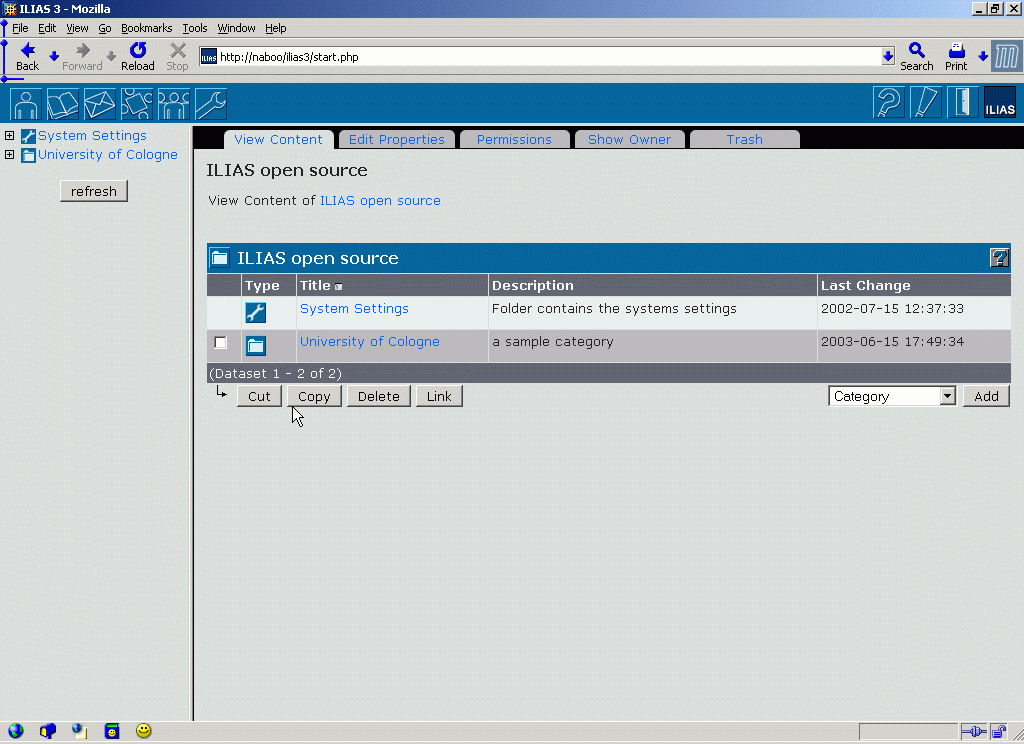 ILIAS 3 - Mozilla
File Edit View Go Bookmarks Tools Window Help
Back Forward Reload Stop ILIAS http://naboo/ilias3/start.php Search Print
ILIAS
System Settings
University of Cologne
refresh
View Content Edit Properties Permissions Show Owner Trash
ILIAS open source
View Content of ILIAS open source
ILIAS open source
Type Title Description Last Change
System Settings Folder contains the systems settings 2002-07-15 12:37:33
University of Cologne a sample category 2003-06-15 17:49:34
(Dataset 1 - 2 of 2)
Cut Copy Delete Link Category Add